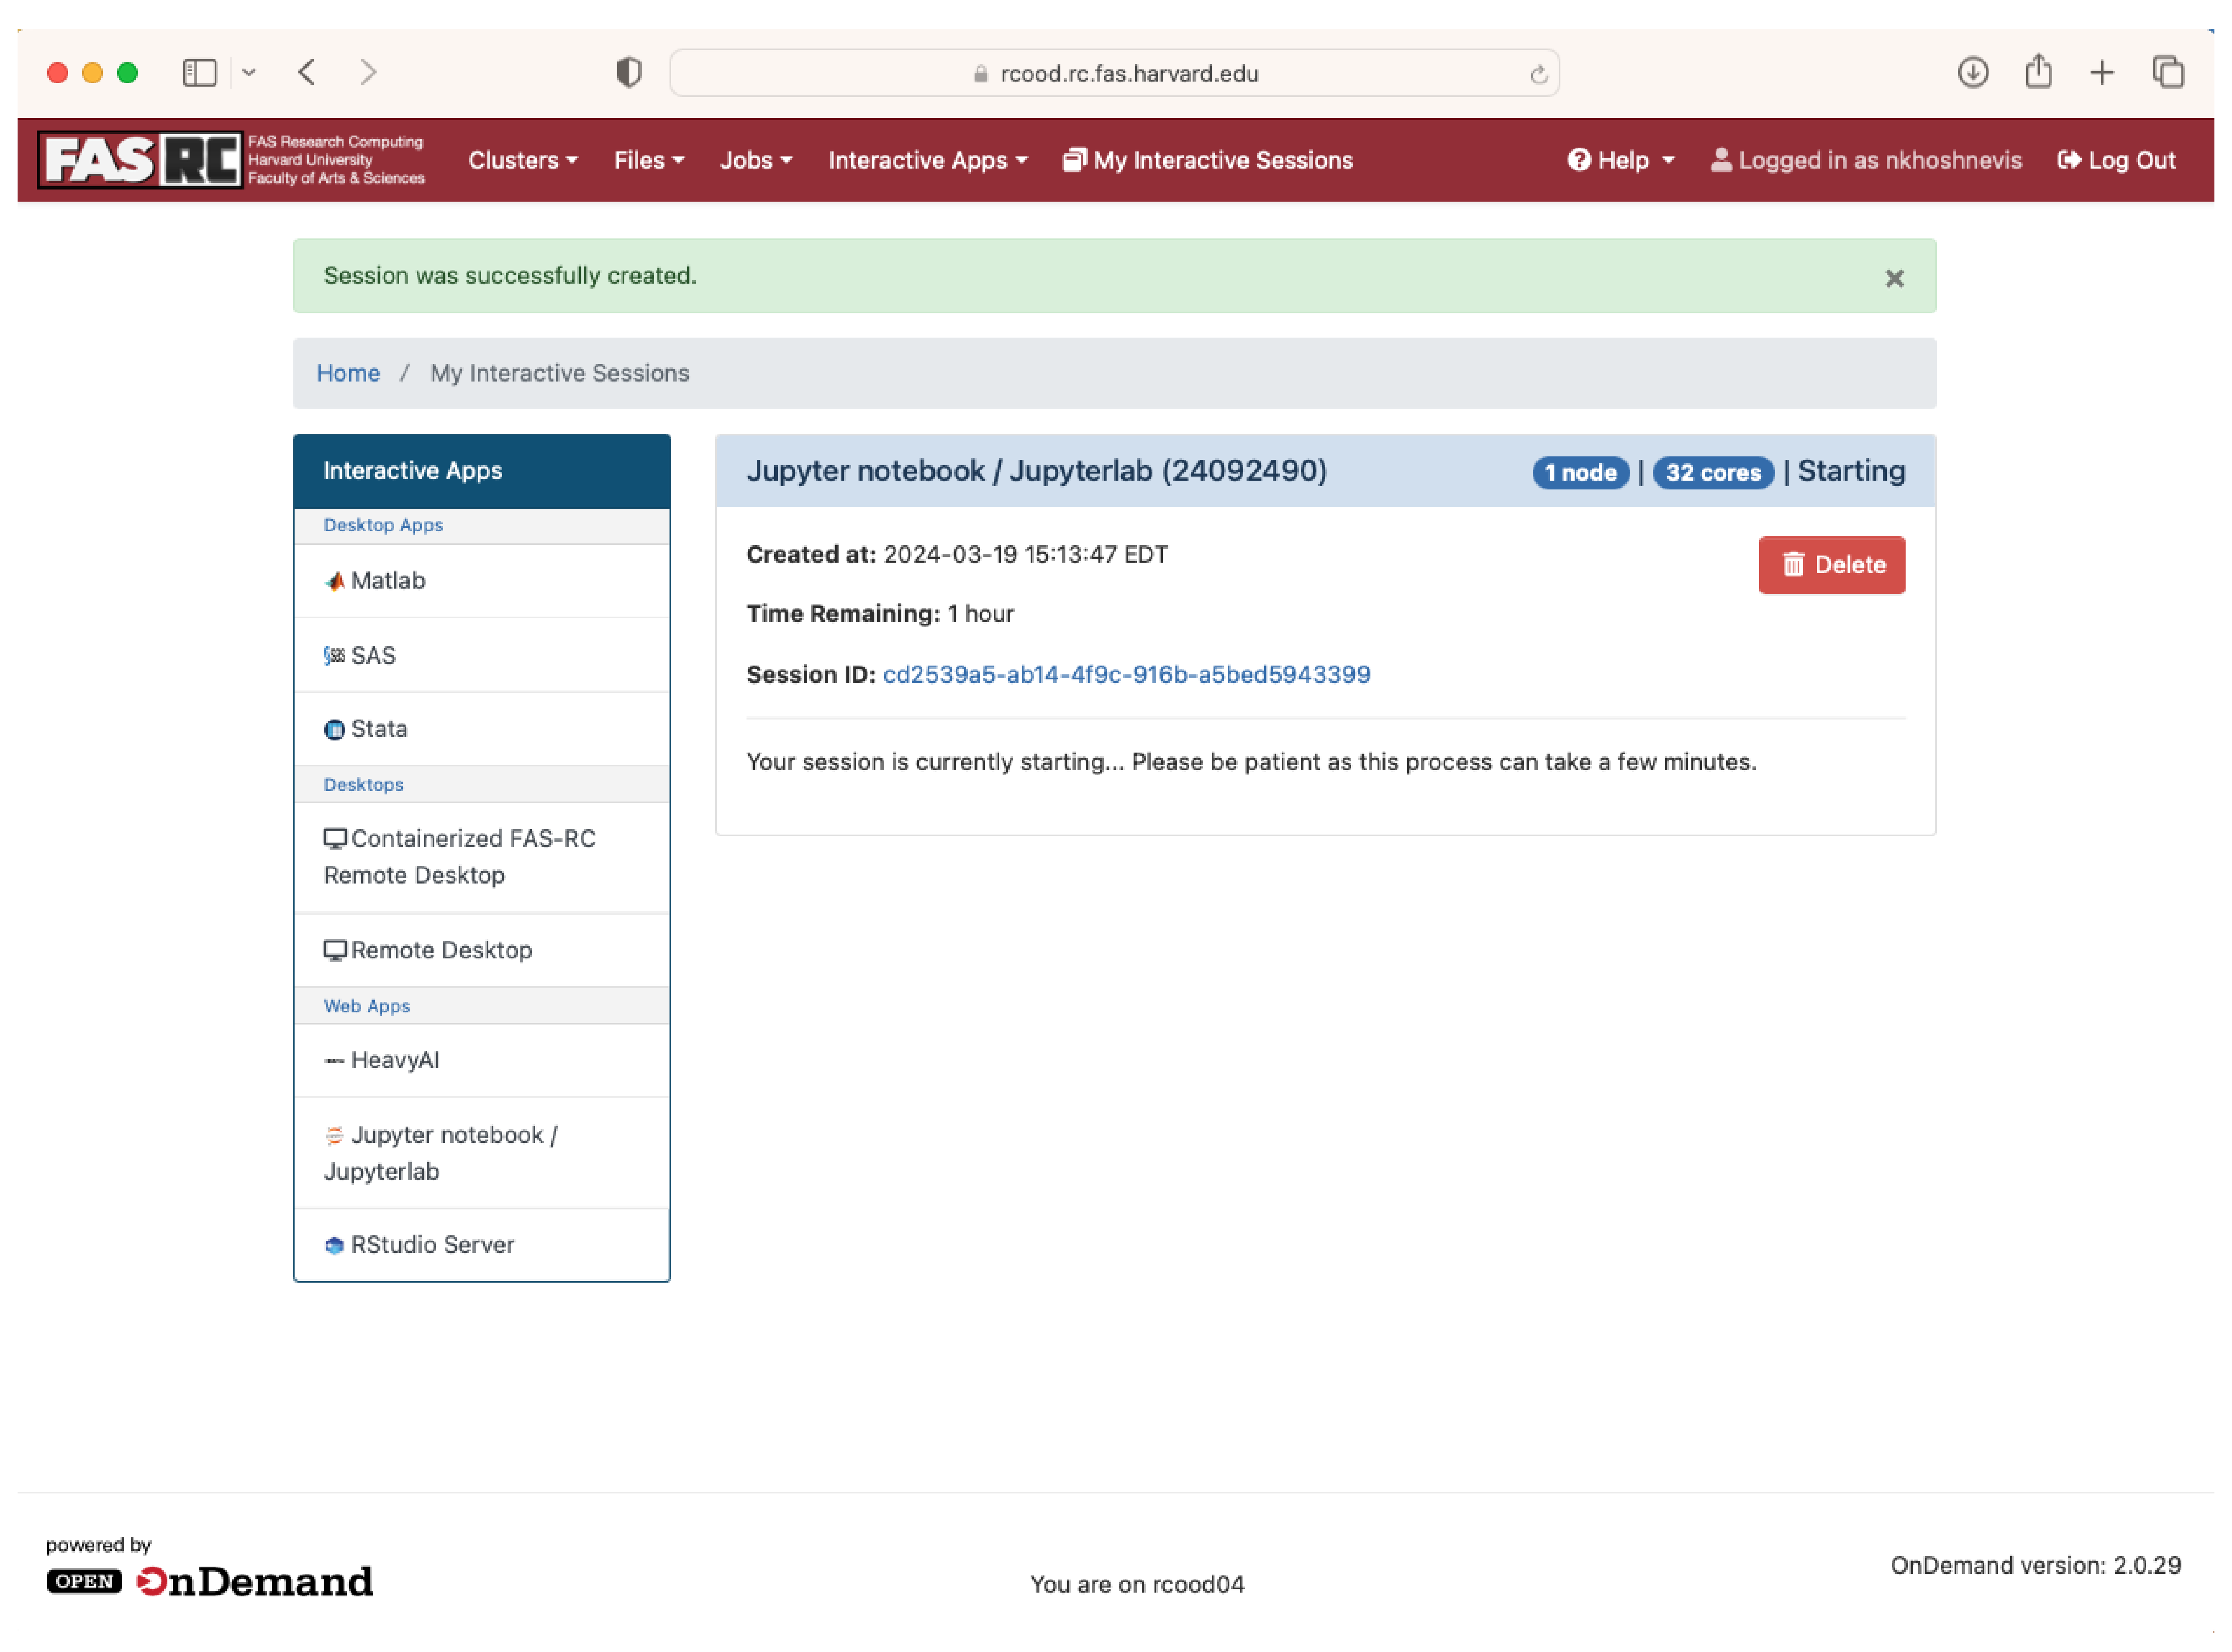 rcood.rc.fas.harvard.edu
FAS RC
FAS Research Computing
Harvard University
Faculty of Arts & Sciences
Clusters Files Jobs Interactive Apps My Interactive Sessions Help Logged in as nkhoshnevis Log Out
Session was successfully created.
Home / My Interactive Sessions
Interactive Apps
Desktop Apps
Matlab
SAS
Stata
Desktops
Containerized FAS-RC
Remote Desktop
Remote Desktop
Web Apps
HeavyAI
Jupyter notebook /
Jupyterlab
RStudio Server
Jupyter notebook / Jupyterlab (24092490) 1 node | 32 cores | Starting
Created at: 2024-03-19 15:13:47 EDT
Delete
Time Remaining: 1 hour
Session ID: cd2539a5-ab14-4f9c-916b-a5bed5943399
Your session is currently starting... Please be patient as this process can take a few minutes.
powered by
OPEN OnDemand
You are on rcood04
OnDemand version: 2.0.29